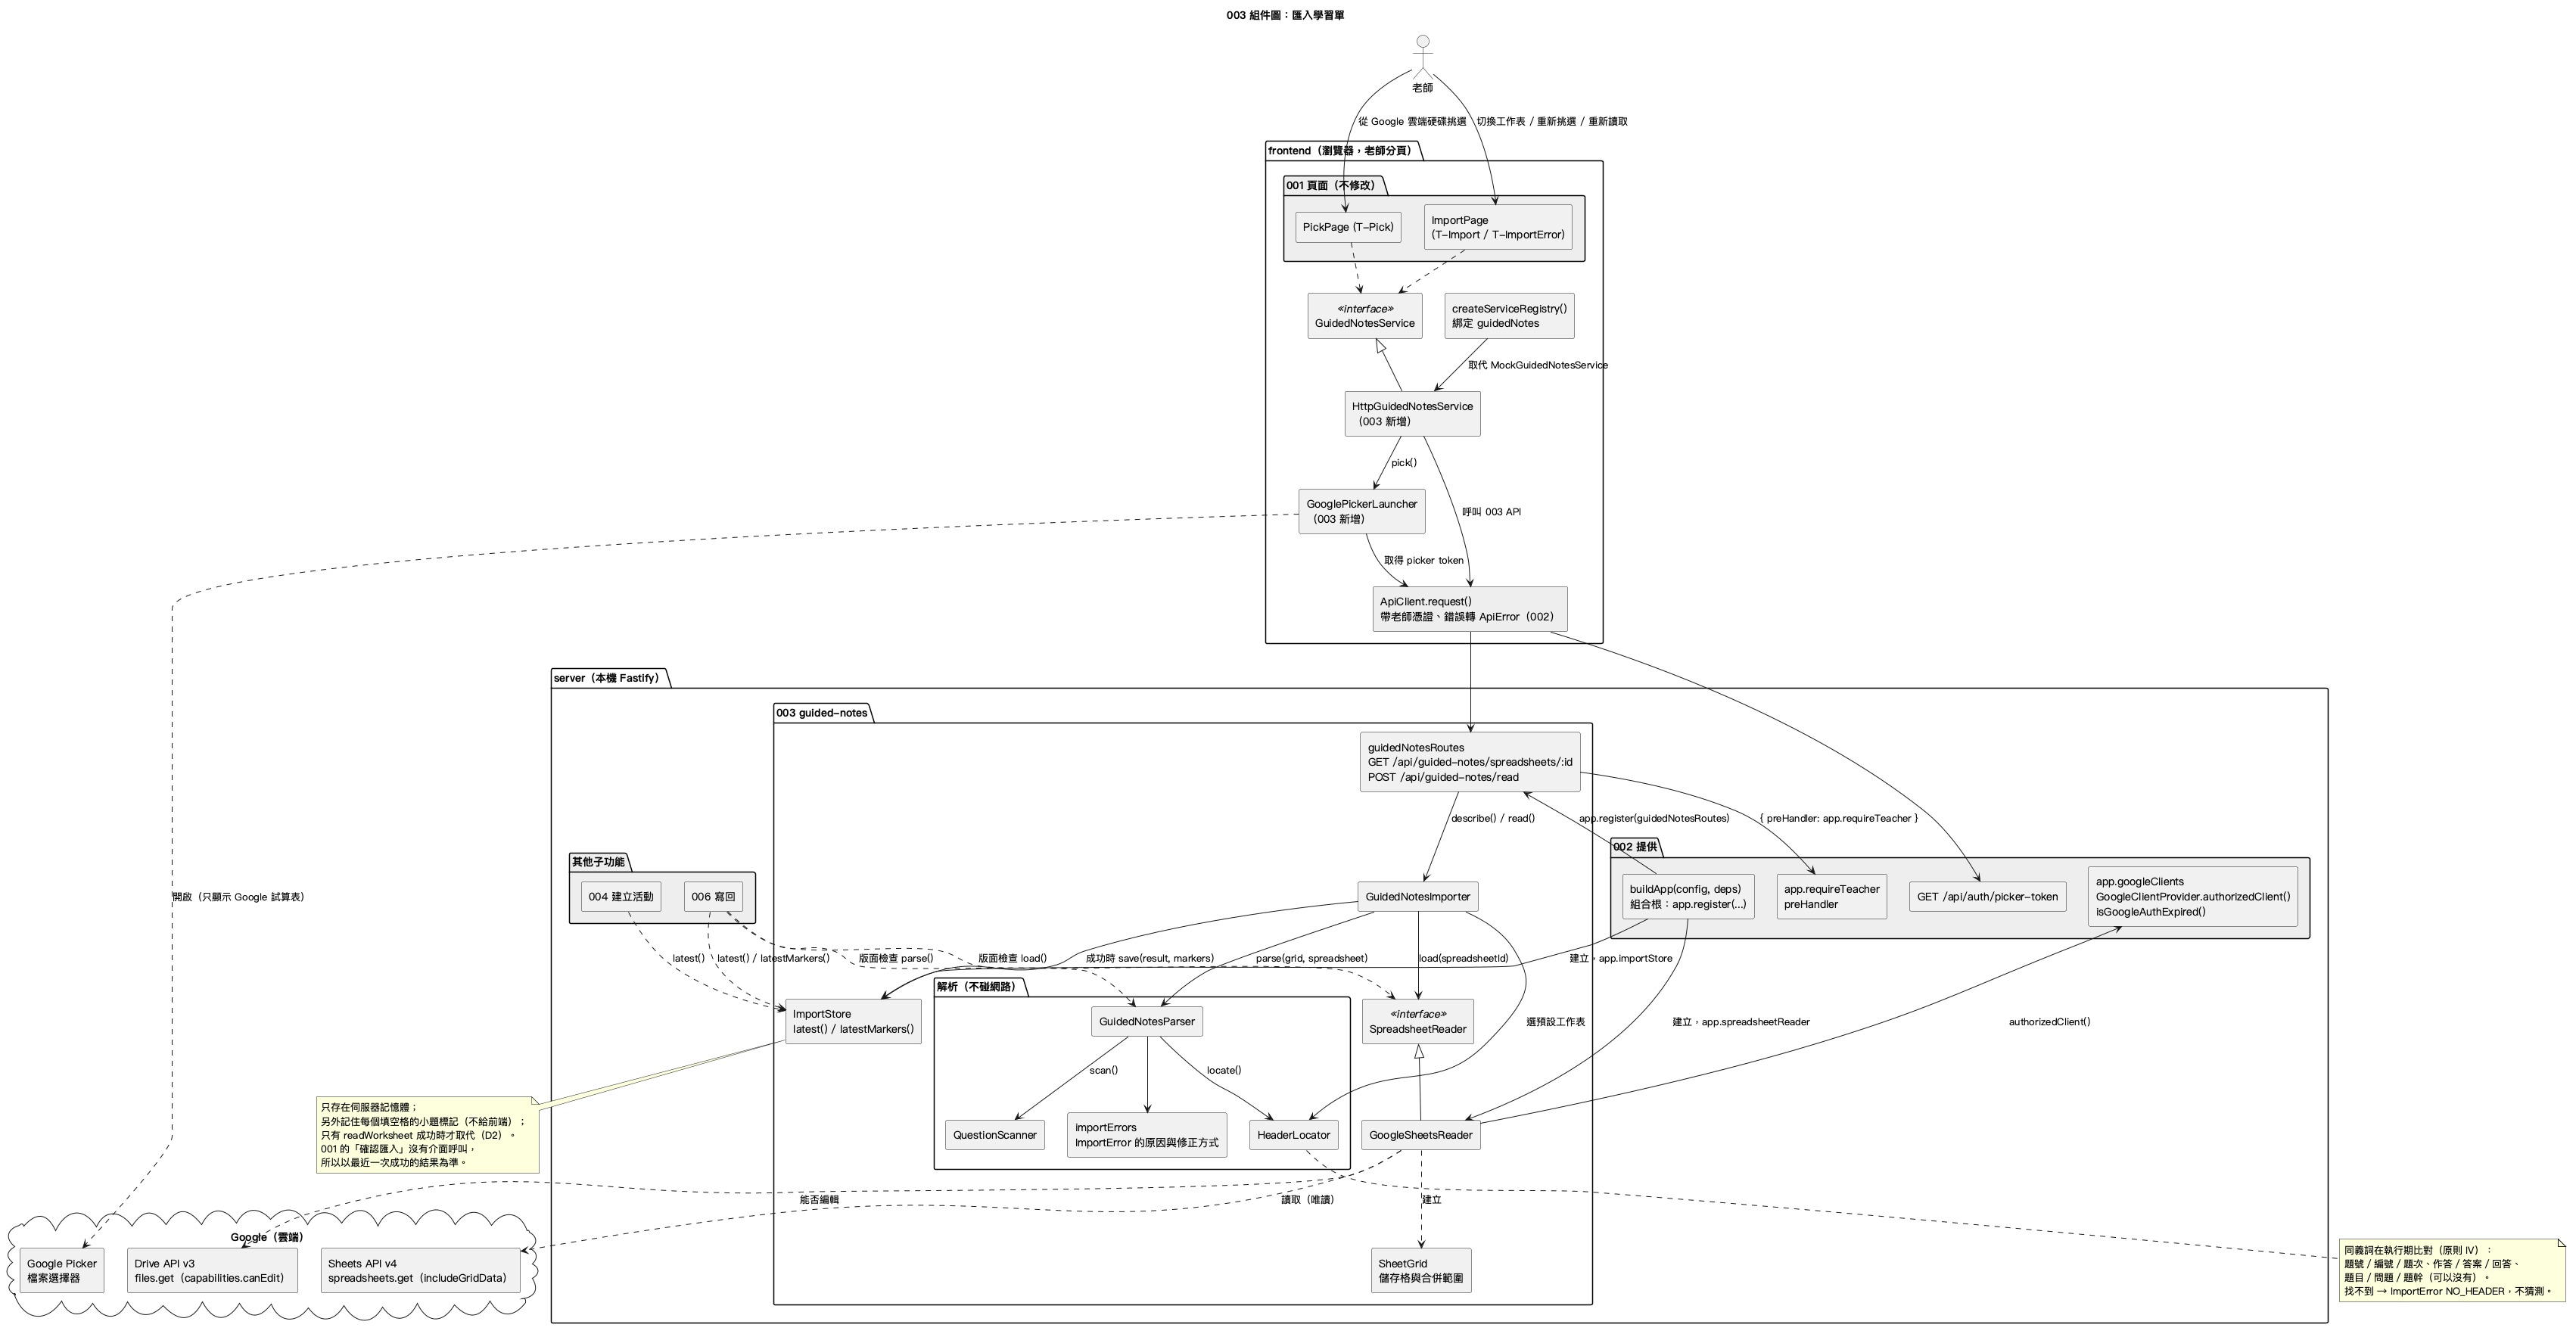 003 組件圖：匯入學習單
老師
從 Google 雲端硬碟挑選
切換工作表 / 重新挑選 / 重新讀取
frontend（瀏覽器，老師分頁）
001 頁面（不修改）
PickPage (T-Pick)
ImportPage
(T-Import / T-ImportError)
«interface»
GuidedNotesService
createServiceRegistry()
綁定 guidedNotes
取代 MockGuidedNotesService
HttpGuidedNotesService
（003 新增）
pick()
GooglePickerLauncher
（003 新增）
呼叫 003 API
取得 picker token
ApiClient.request()
帶老師憑證、錯誤轉 ApiError（002）
server（本機 Fastify）
003 guided-notes
guidedNotesRoutes
GET /api/guided-notes/spreadsheets/:id
POST /api/guided-notes/read
describe() / read()
app.register(guidedNotesRoutes)
{ preHandler: app.requireTeacher }
其他子功能
004 建立活動
006 寫回
GuidedNotesImporter
002 提供
buildApp(config, deps)
組合根：app.register(...)
app.requireTeacher
preHandler
GET /api/auth/picker-token
app.googleClients
GoogleClientProvider.authorizedClient()
isGoogleAuthExpired()
開啟（只顯示 Google 試算表）
latest()
latest() / latestMarkers()
版面檢查 parse()
版面檢查 load()
成功時 save(result, markers)
parse(grid, spreadsheet)
load(spreadsheetId)
建立，app.importStore
解析（不碰網路）
ImportStore
latest() / latestMarkers()
GuidedNotesParser
«interface»
SpreadsheetReader
選預設工作表
建立，app.spreadsheetReader
authorizedClient()
scan()
locate()
只存在伺服器記憶體；
另外記住每個填空格的小題標記（不給前端）；
只有 readWorksheet 成功時才取代（D2）。
001 的「確認匯入」沒有介面呼叫，
所以以最近一次成功的結果為準。
QuestionScanner
importErrors
ImportError 的原因與修正方式
HeaderLocator
GoogleSheetsReader
能否編輯
讀取（唯讀）
建立
Google（雲端）
Google Picker
檔案選擇器
Drive API v3
files.get（capabilities.canEdit）
Sheets API v4
spreadsheets.get（includeGridData）
SheetGrid
儲存格與合併範圍
同義詞在執行期比對（原則 IV）：
題號 / 編號 / 題次、作答 / 答案 / 回答、
題目 / 問題 / 題幹（可以沒有）。
找不到 → ImportError NO_HEADER，不猜測。